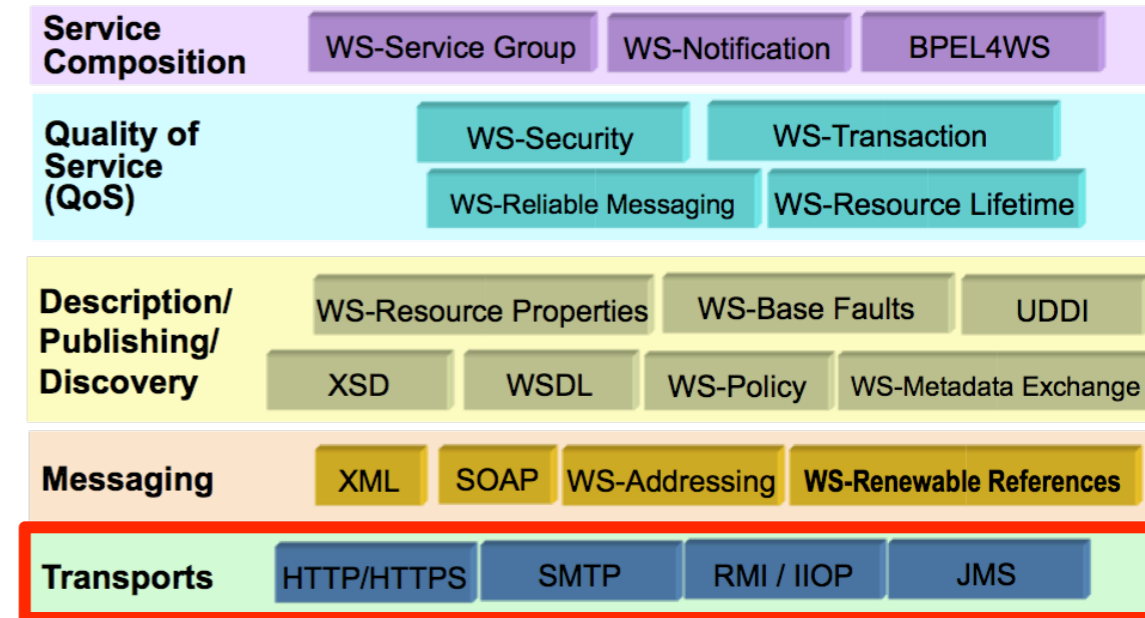 Service
Composition
WS-Service Group
WS-Notification
BPEL4WS
Quality of
Service
(QoS)
WS-Security
WS-Transaction
WS-Reliable Messaging
WS-Resource Lifetime
Description/
Publishing/
Discovery
WS-Resource Properties
WS-Base Faults
UDDI
XSD
WSDL
WS-Policy
WS-Metadata Exchange
Messaging
XML
SOAP
WS-Addressing
WS-Renewable References
Transports
HTTP/HTTPS
SMTP
RMI / IIOP
JMS